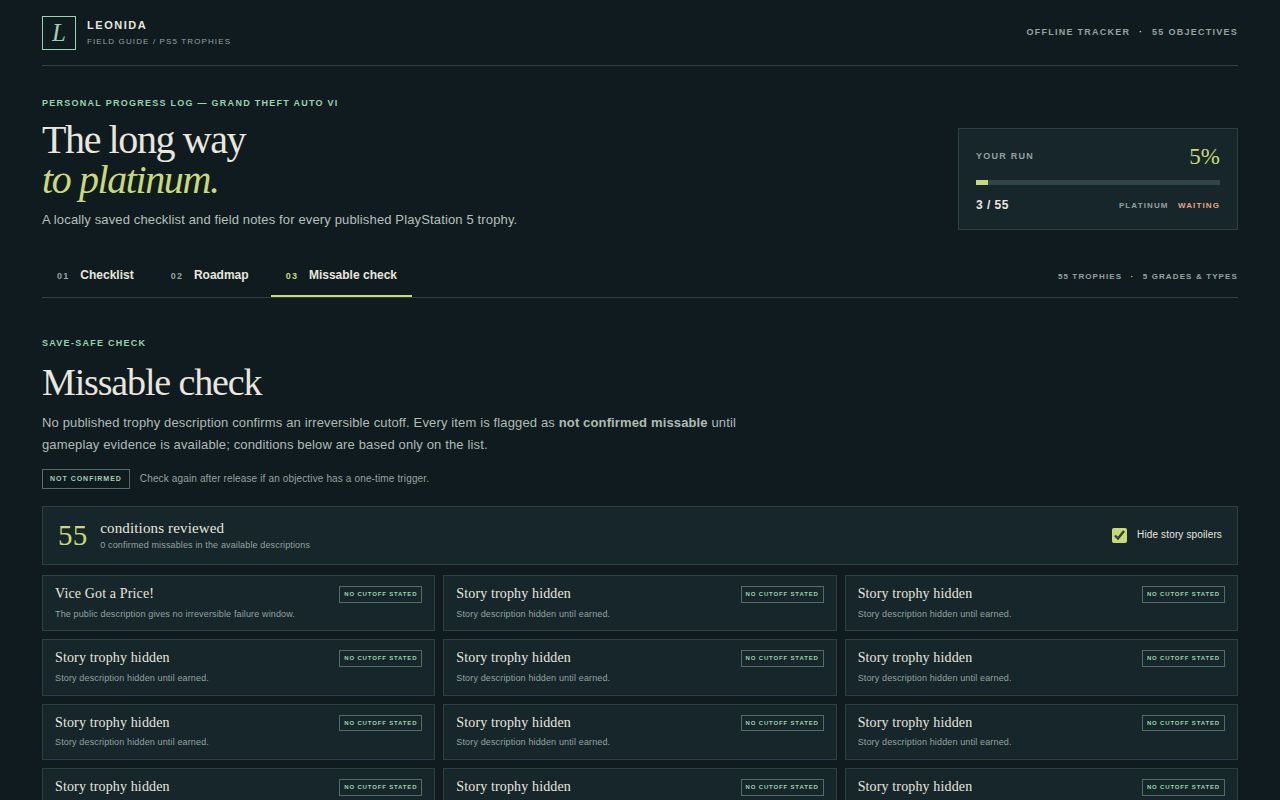 L
LEONIDA
FIELD GUIDE / PS5 TROPHIES
OFFLINE TRACKER · 55 OBJECTIVES
PERSONAL PROGRESS LOG — GRAND THEFT AUTO VI
The long way
to platinum.
A locally saved checklist and field notes for every published PlayStation 5 trophy.
YOUR RUN 5%
3 / 55 PLATINUM WAITING
01 Checklist 02 Roadmap 03 Missable check
55 TROPHIES · 5 GRADES & TYPES
SAVE-SAFE CHECK
Missable check
No published trophy description confirms an irreversible cutoff. Every item is flagged as not confirmed missable until
gameplay evidence is available; conditions below are based only on the list.
NOT CONFIRMED Check again after release if an objective has a one-time trigger.
55 conditions reviewed
0 confirmed missables in the available descriptions
Hide story spoilers
Vice Got a Price! NO CUTOFF STATED
The public description gives no irreversible failure window.
Story trophy hidden NO CUTOFF STATED
Story description hidden until earned.
Story trophy hidden NO CUTOFF STATED
Story description hidden until earned.
Story trophy hidden NO CUTOFF STATED
Story description hidden until earned.
Story trophy hidden NO CUTOFF STATED
Story description hidden until earned.
Story trophy hidden NO CUTOFF STATED
Story description hidden until earned.
Story trophy hidden NO CUTOFF STATED
Story description hidden until earned.
Story trophy hidden NO CUTOFF STATED
Story description hidden until earned.
Story trophy hidden NO CUTOFF STATED
Story description hidden until earned.
Story trophy hidden NO CUTOFF STATED
Story trophy hidden NO CUTOFF STATED
Story trophy hidden NO CUTOFF STATED